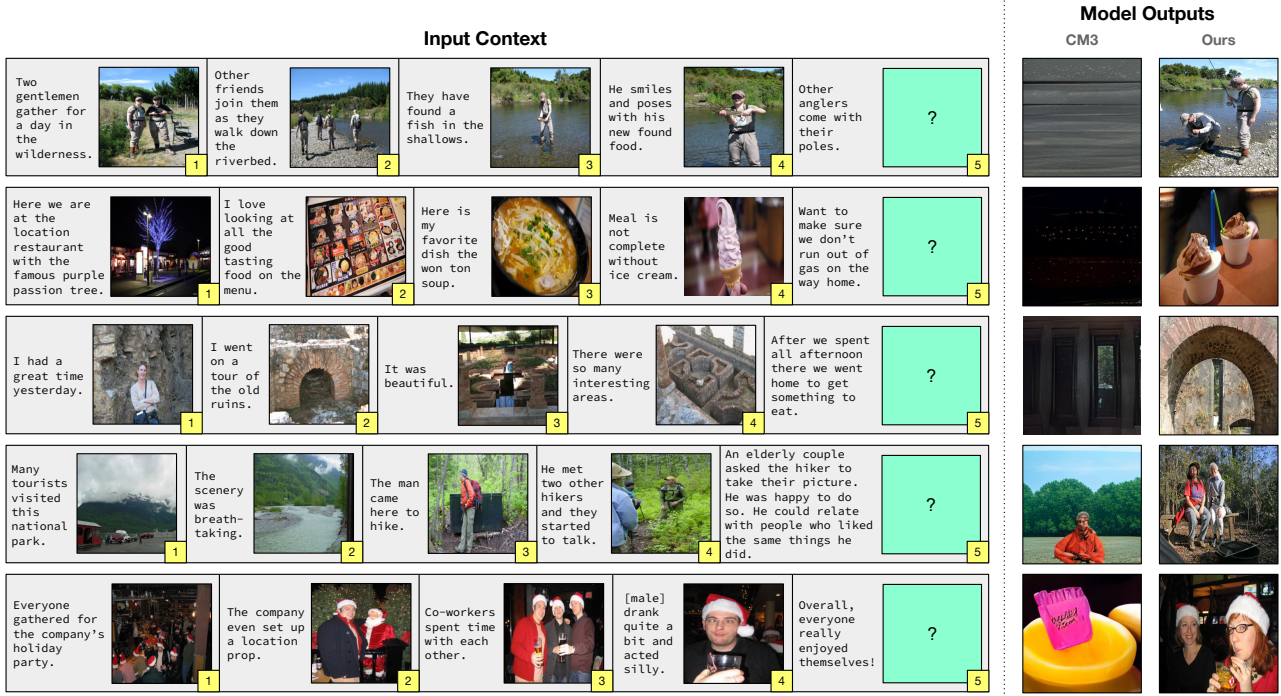 Model Outputs
Input Context
CM3
Ours
Two
gentlemen
gather for
a day in
the
wilderness.
1
Other
friends
join them
as they
walk down
the
riverbed.
2
They have
found a
fish in the
shallows.
3
He smiles
and poses
with his
new found
food.
4
Other
anglers
come with
their
poles.
?
5
Here we are
at the
location
restaurant
with the
famous purple
passion tree.
1
I love
looking at
all the
good
tasting
food on the
menu.
2
Here is
my
favorite
dish the
won ton
soup.
3
Meal is
not
complete
without
ice cream.
4
Want to
make sure
we don't
run out of
gas on the
way home.
?
5
I had a
great time
yesterday.
1
I went
on a
tour of
the old
ruins.
2
It was
beautiful.
3
There were
so many
interesting
areas.
4
After we spent
all afternoon
there we went
home to get
something to
eat.
?
5
Many
tourists
visited
this
national
park.
1
The
scenery
was
breath-
taking.
2
The man
came
here to
hike.
3
He met
two other
hikers
and they
started
to talk.
4
An elderly couple
asked the hiker to
take their picture.
He was happy to do
so. He could relate
with people who liked
the same things he
did.
?
5
Everyone
gathered for
the company's
holiday
party.
1
The company
even set up
a location
prop.
2
Co-workers
spent time
with each
other.
3
[male]
drank
quite a
bit and
acted
silly.
4
Overall,
everyone
really
enjoyed
themselves!
?
5